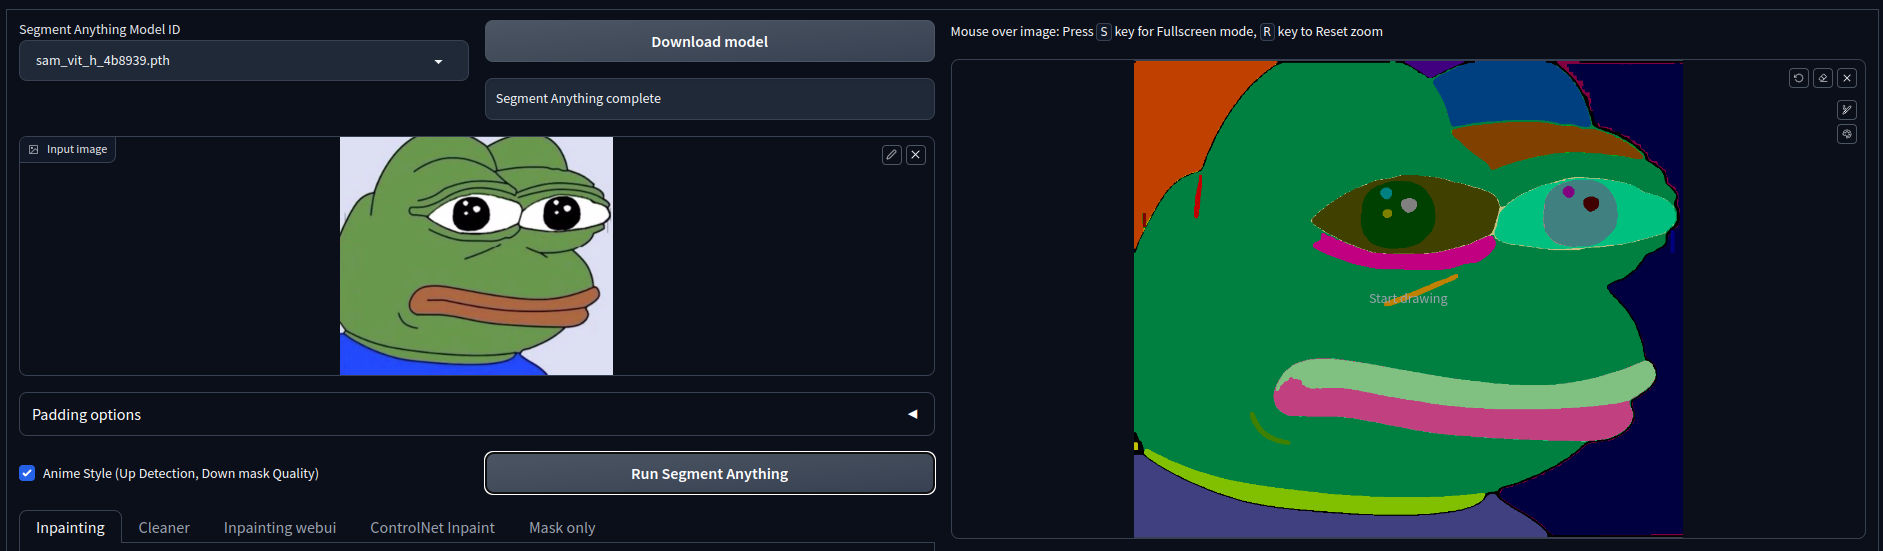 Segment Anything Model ID
sam_vit_h_4b8939.pth
Download model
Segment Anything complete
Input image
Padding options
Anime Style (Up Detection, Down mask Quality)
Run Segment Anything
Inpainting Cleaner Inpainting webui ControlNet Inpaint Mask only
Mouse over image: Press S key for Fullscreen mode, R key to Reset zoom
Start drawing